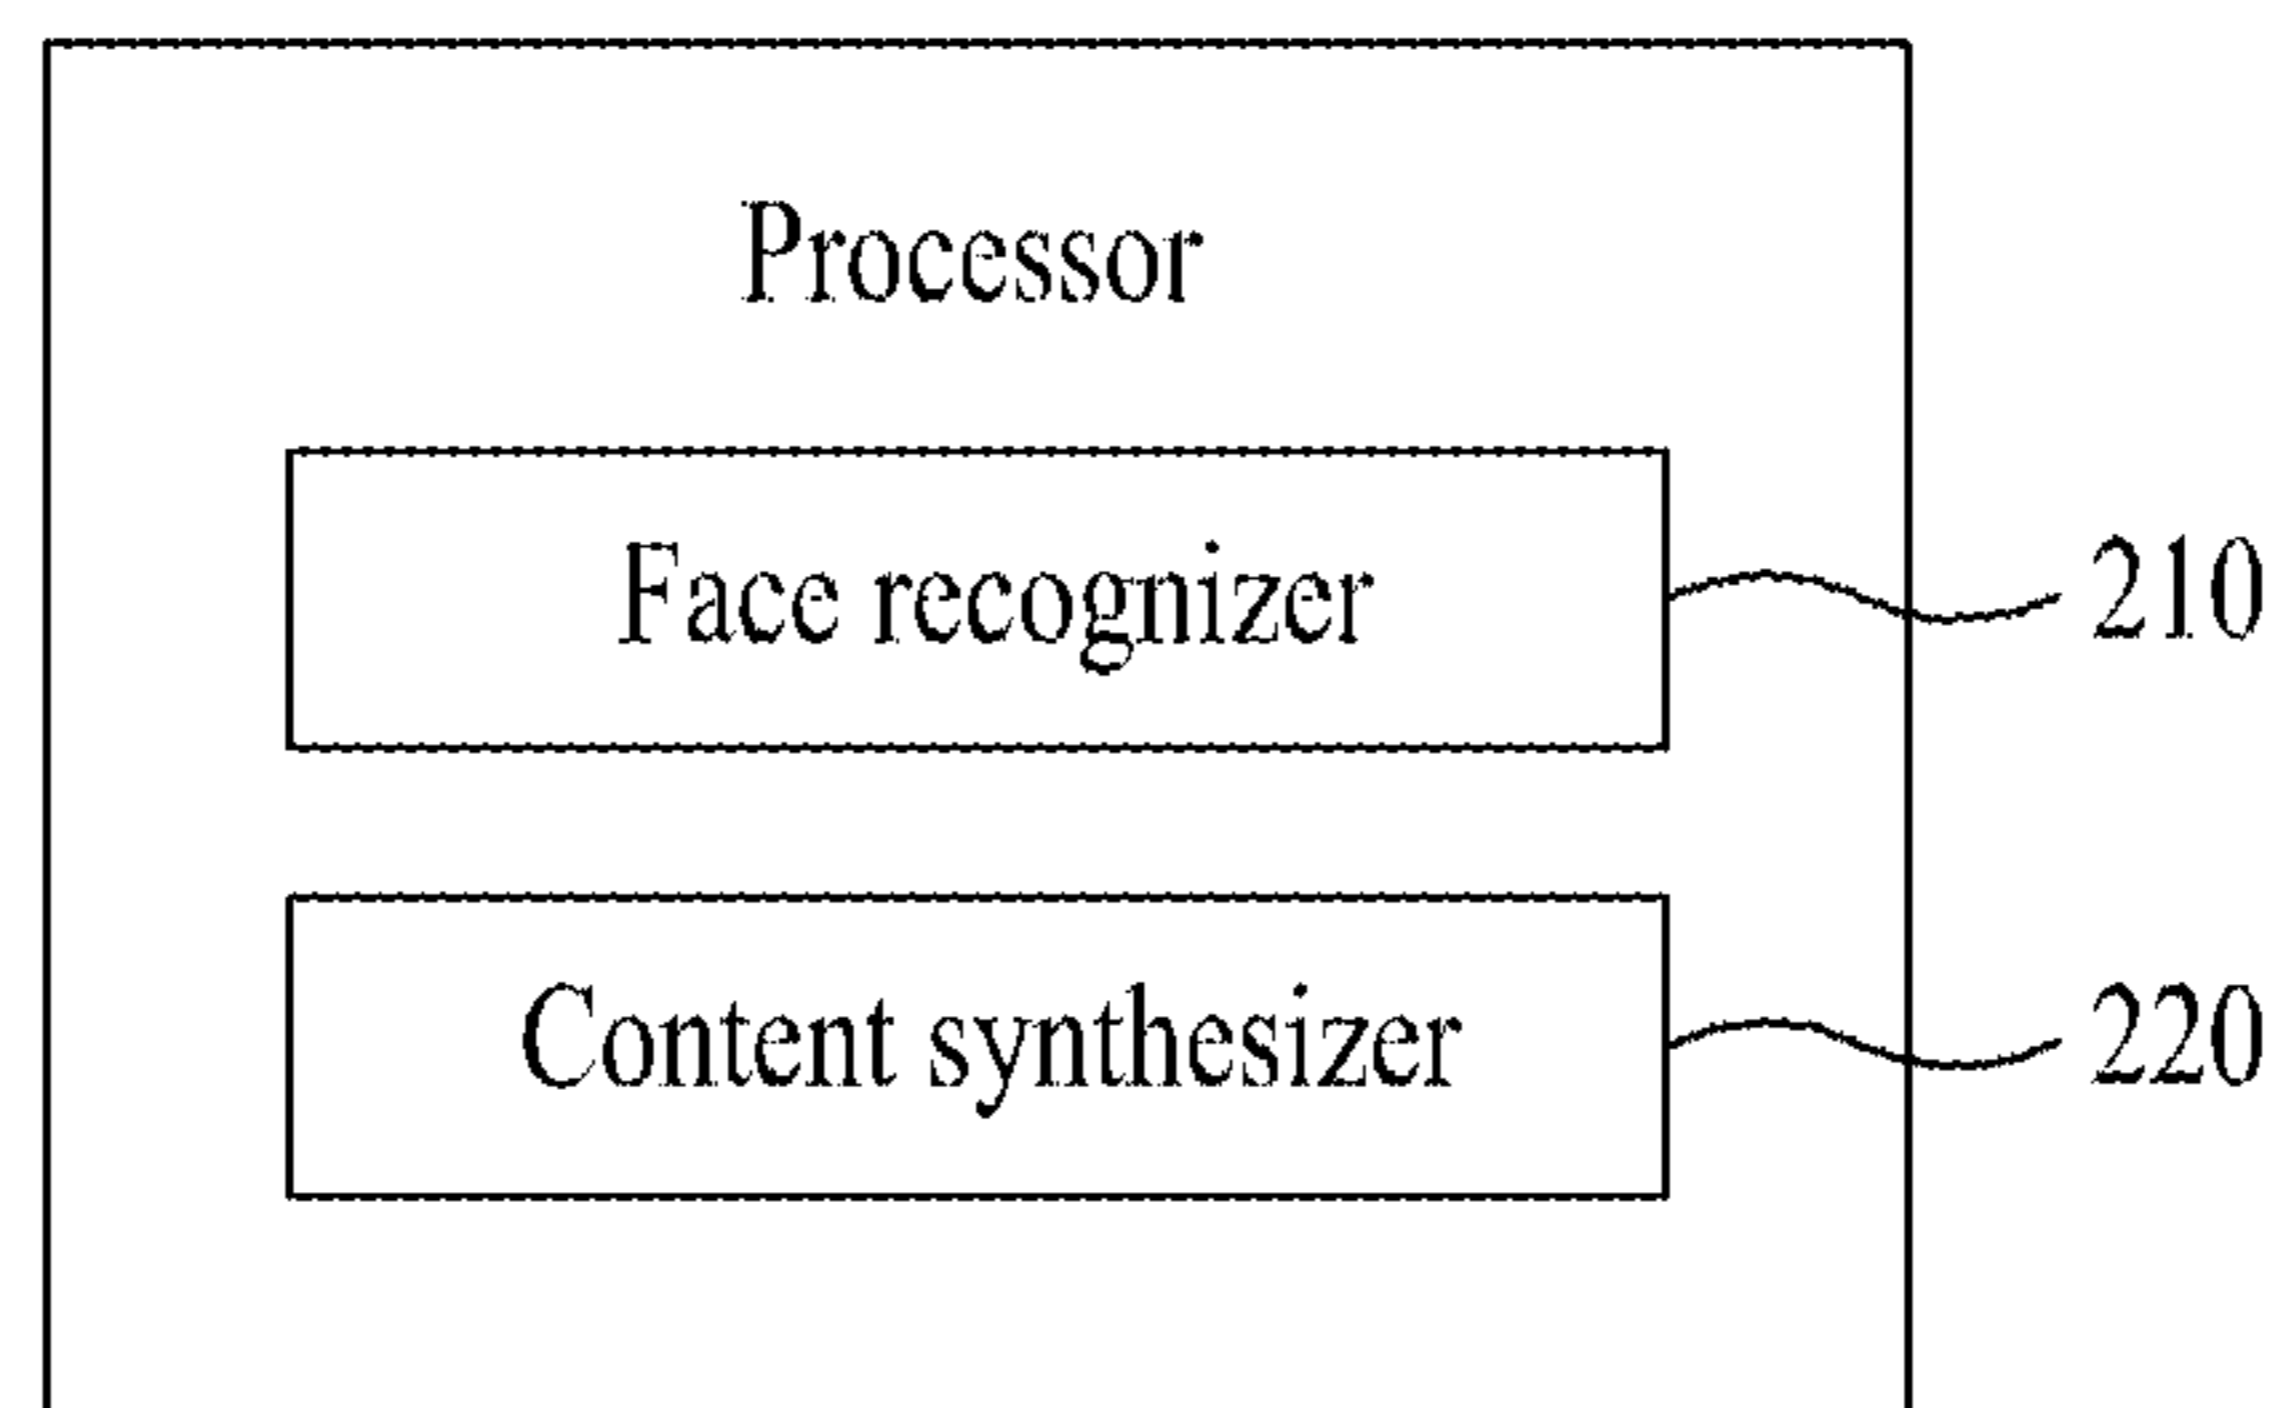 Processor
Face recognizer
210
Content synthesizer
220